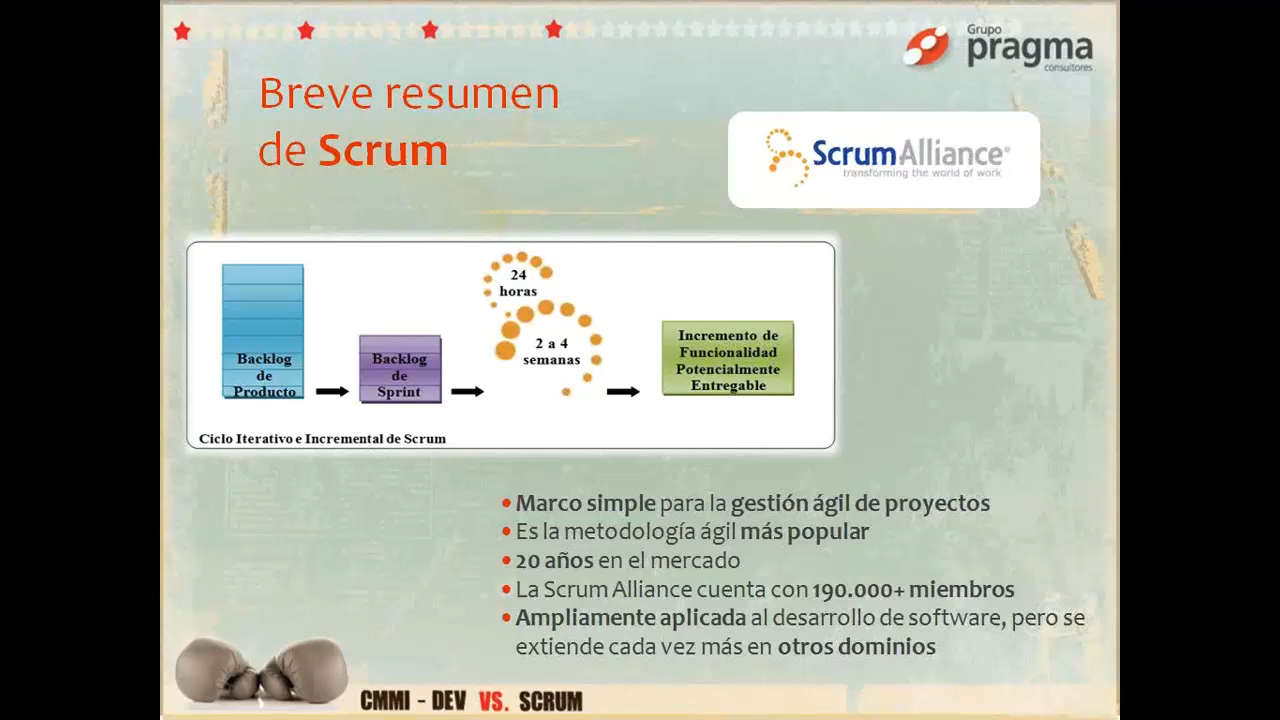 Grupo
pragma
consultores
Breve resumen
de Scrum
ScrumAlliance®
transforming the world of work
24
horas
2 a 4
semanas
Backlog
de
Producto
Backlog
de
Sprint
Incremento de
Funcionalidad
Potencialmente
Entregable
Ciclo Iterativo e Incremental de Scrum
• Marco simple para la gestión ágil de proyectos
• Es la metodología ágil más popular
• 20 años en el mercado
• La Scrum Alliance cuenta con 190.000+ miembros
• Ampliamente aplicada al desarrollo de software, pero se
extiende cada vez más en otros dominios
CMMI - DEV VS. SCRUM